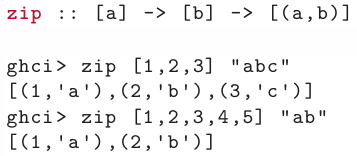 zip :: [a] -> [b] -> [(a,b)]
ghci> zip [1,2,3] "abc"
[(1,'a'),(2,'b'),(3,'c')]
ghci> zip [1,2,3,4,5] "ab"
[(1,'a'),(2,'b')]